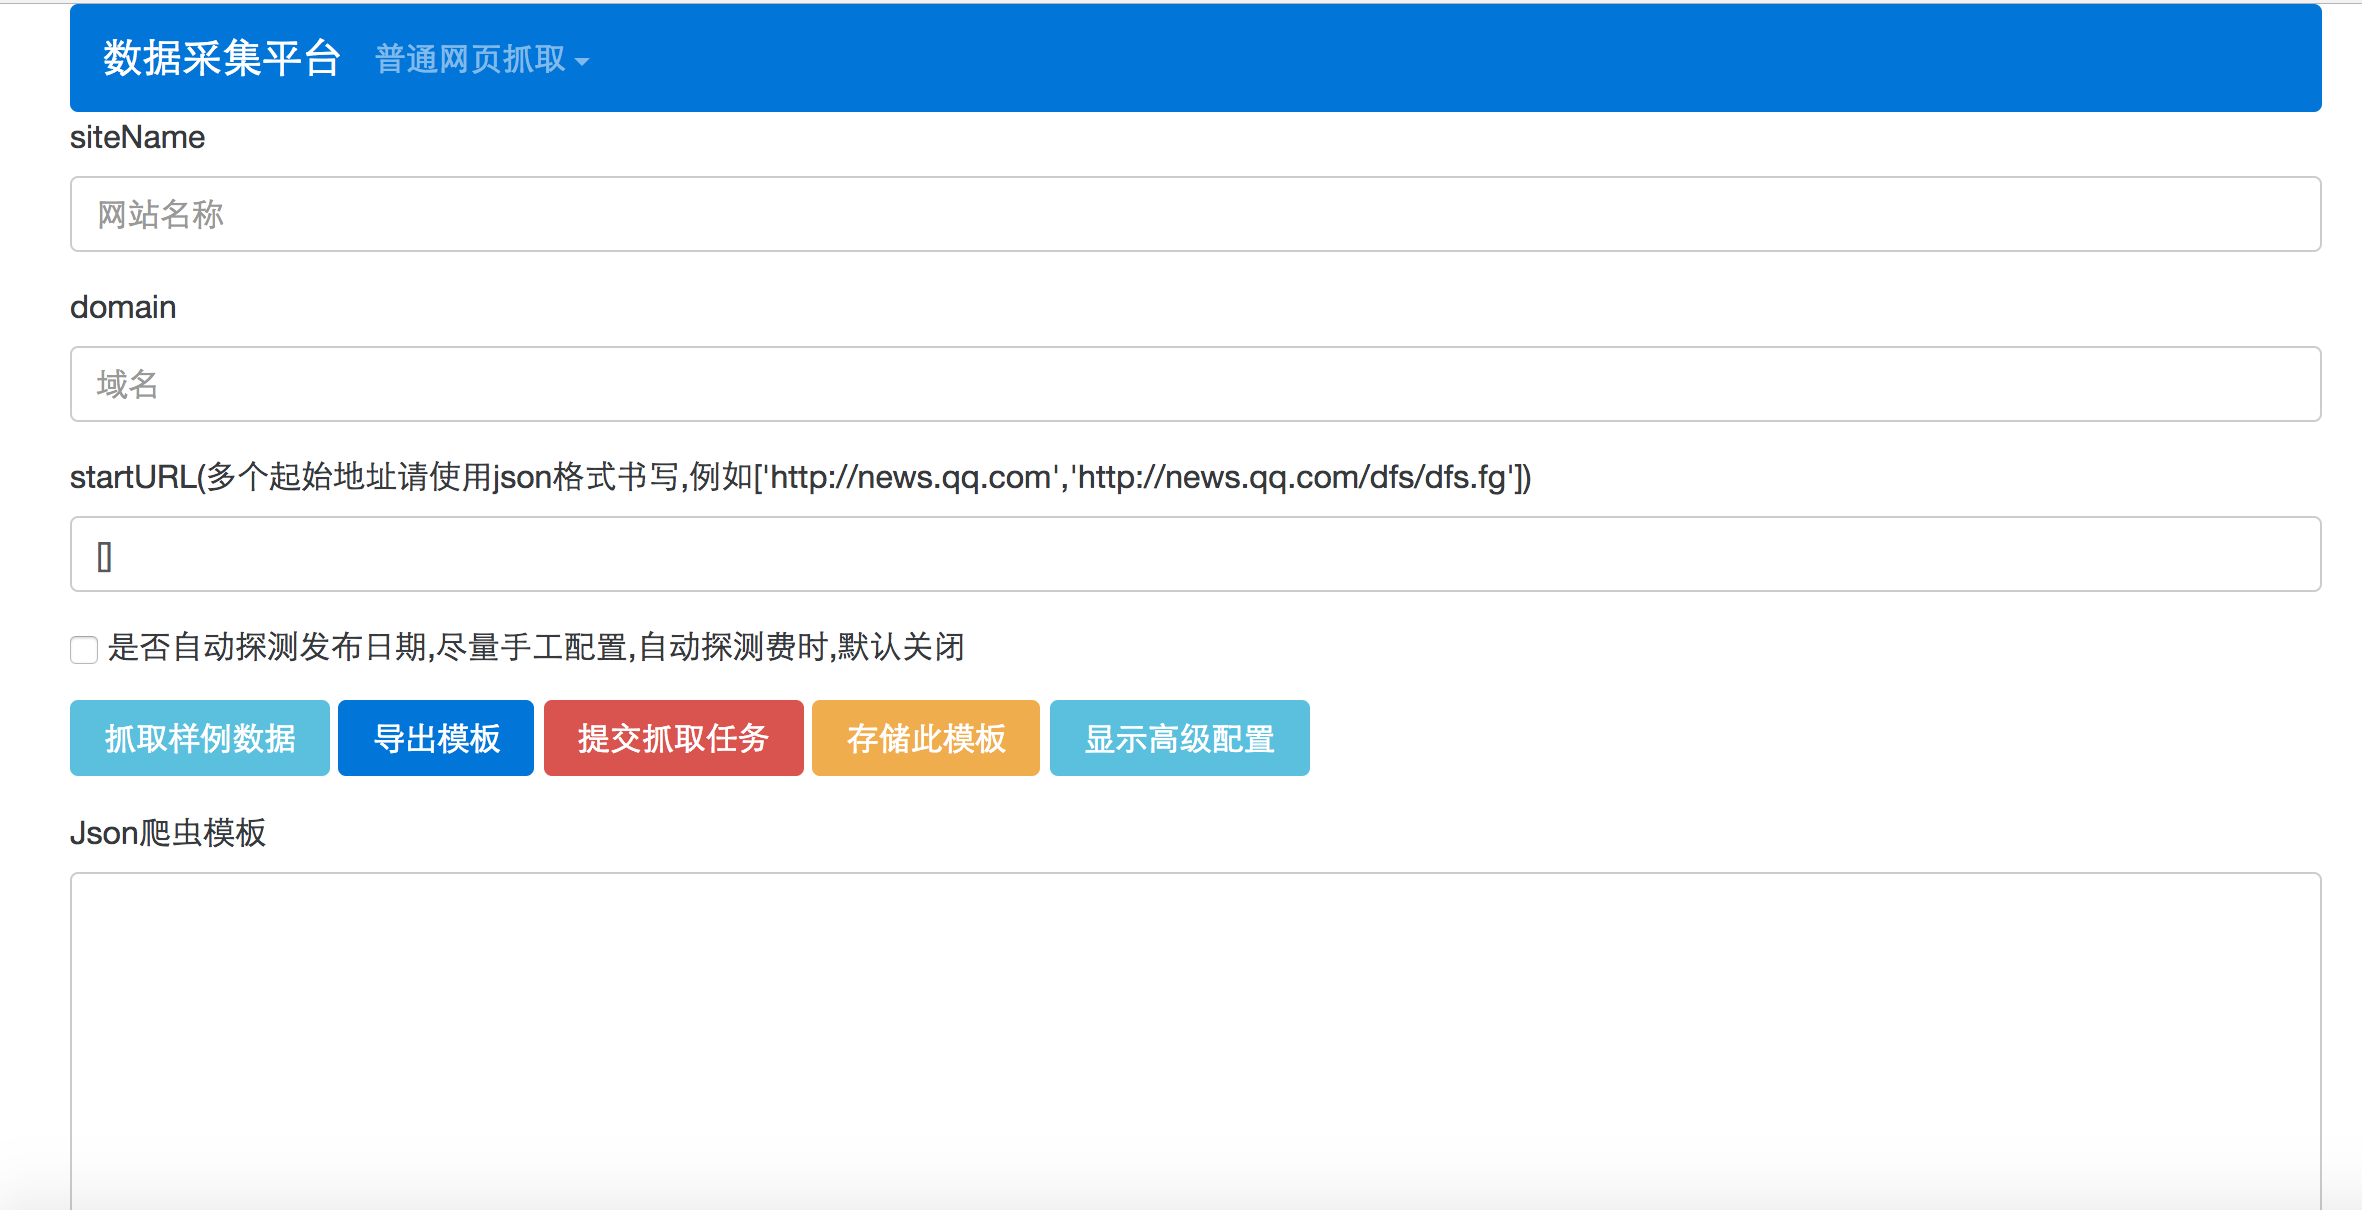 数据采集平台 普通网页抓取
siteName
网站名称
domain
域名
startURL(多个起始地址请使用json格式书写,例如['http://news.qq.com','http://news.qq.com/dfs/dfs.fg'])
[]
是否自动探测发布日期,尽量手工配置,自动探测费时,默认关闭
抓取样例数据 导出模板 提交抓取任务 存储此模板 显示高级配置
Json爬虫模板